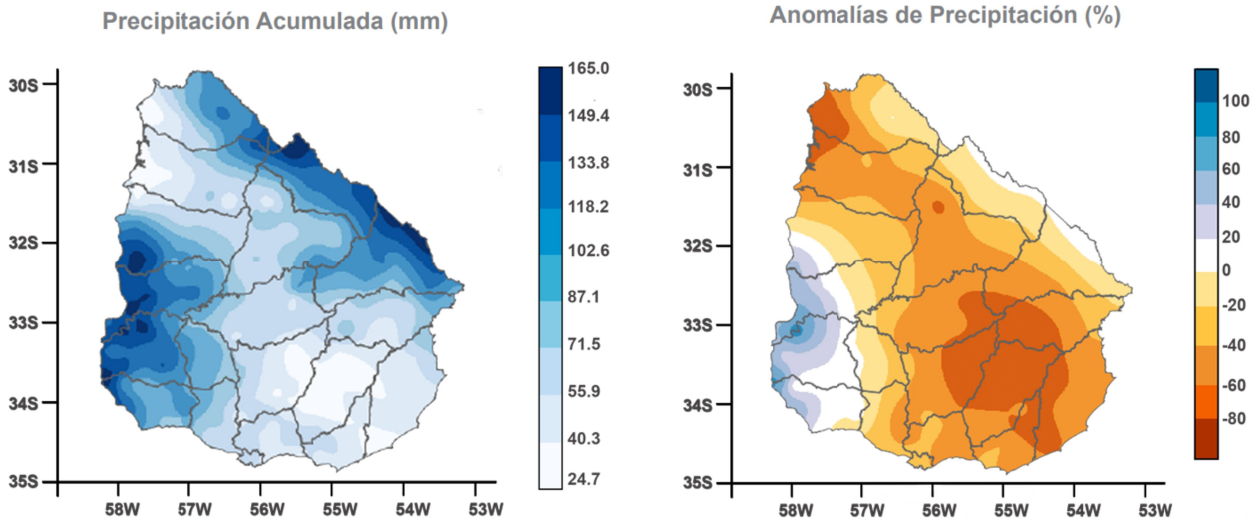 Precipitación Acumulada (mm)
30S
31S
32S
33S
34S
35S
58W
57W
56W
55W
54W
53W
165.0
149.4
133.8
118.2
102.6
87.1
71.5
55.9
40.3
24.7
Anomalías de Precipitación (%)
30S
31S
32S
33S
34S
35S
58W
57W
56W
55W
54W
53W
100
80
60
40
20
0
-20
-40
-60
-80